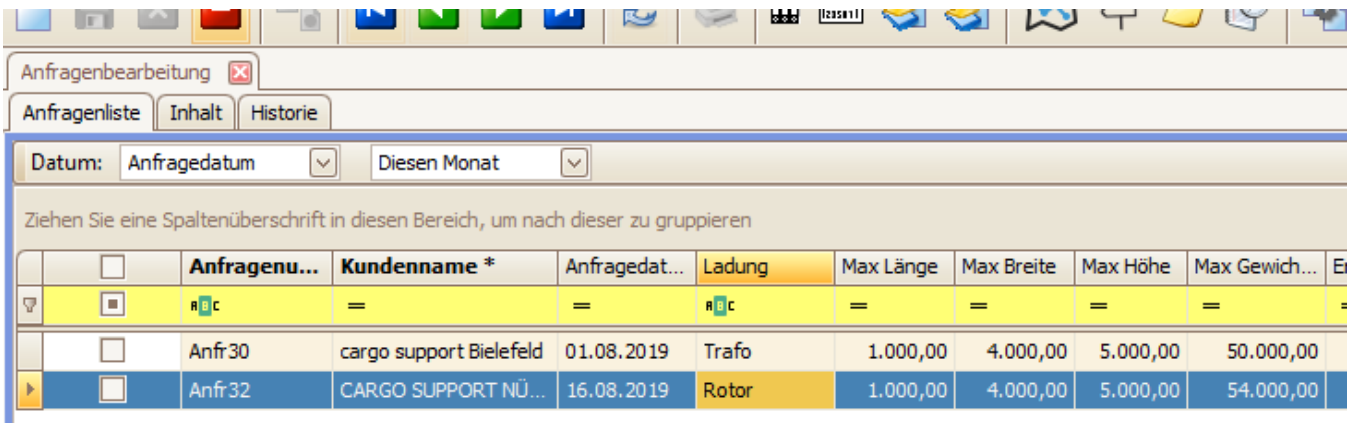 Anfragenbearbeitung
Anfragenliste Inhalt Historie
Datum: Anfragedatum Diesen Monat
Ziehen Sie eine Spaltenüberschrift in diesen Bereich, um nach dieser zu gruppieren
Anfragenu... Kundenname * Anfragedat... Ladung Max Länge Max Breite Max Höhe Max Gewich...
ABC = = ABC = = = =
Anfr30 cargo support Bielefeld 01.08.2019 Trafo 1.000,00 4.000,00 5.000,00 50.000,00
Anfr32 CARGO SUPPORT NÜ... 16.08.2019 Rotor 1.000,00 4.000,00 5.000,00 54.000,00